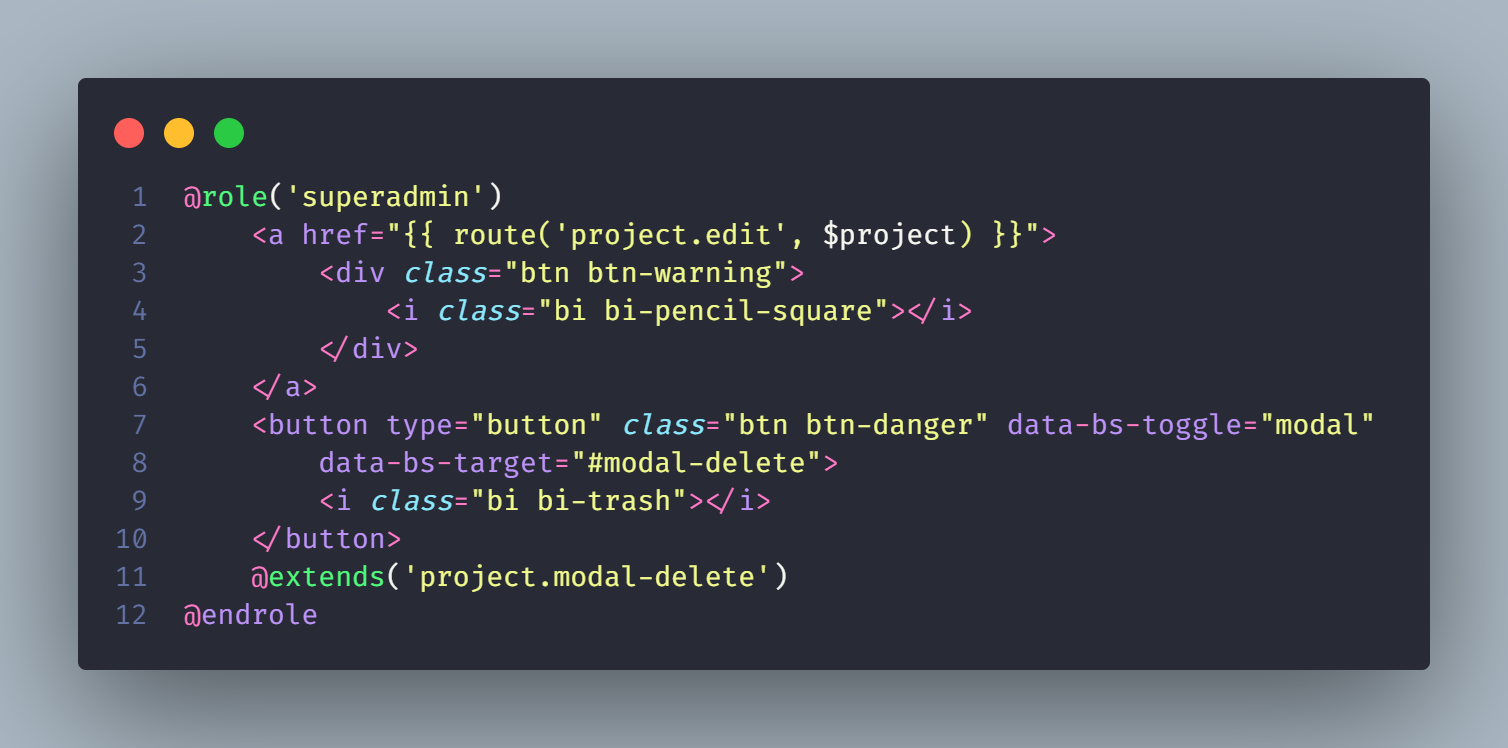 1 @role('superadmin')
2     <a href="{{ route('project.edit', $project) }}">
3         <div class="btn btn-warning">
4             <i class="bi bi-pencil-square"></i>
5         </div>
6     </a>
7     <button type="button" class="btn btn-danger" data-bs-toggle="modal"
8         data-bs-target="#modal-delete">
9         <i class="bi bi-trash"></i>
10     </button>
11     @extends('project.modal-delete')
12 @endrole